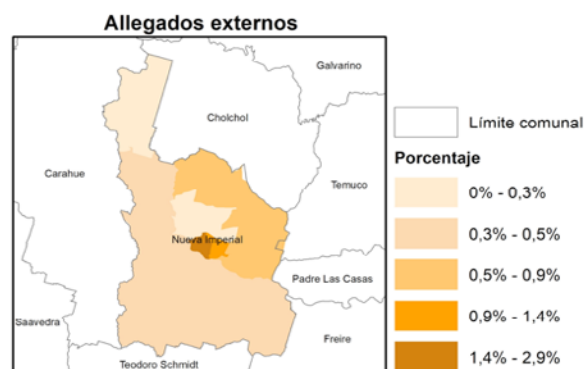 Allegados externos
Galvarino
Cholchol
Carahue
Temuco
Nueva Imperial
Padre Las Casas
Saavedra
Freire
Teodoro Schmidt
Límite comunal
Porcentaje
0% - 0,3%
0,3% - 0,5%
0,5% - 0,9%
0,9% - 1,4%
1,4% - 2,9%